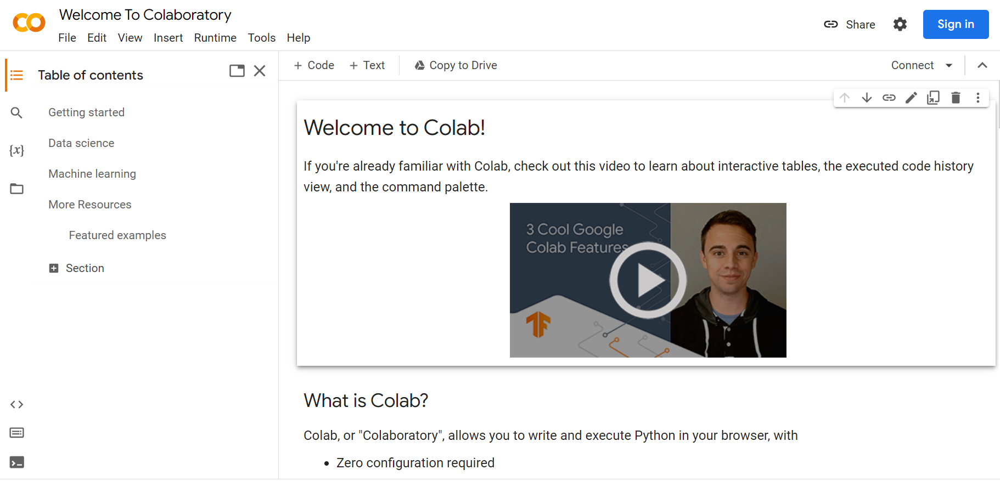 Welcome To Colaboratory
File Edit View Insert Runtime Tools Help
Share
Sign in
Table of contents
+ Code + Text Copy to Drive
Connect
Getting started
Data science
{x}
Machine learning
More Resources
Featured examples
Section
Welcome to Colab!
If you're already familiar with Colab, check out this video to learn about interactive tables, the executed code history
view, and the command palette.
3 Cool Google
Colab Features
What is Colab?
Colab, or "Colaboratory", allows you to write and execute Python in your browser, with
• Zero configuration required